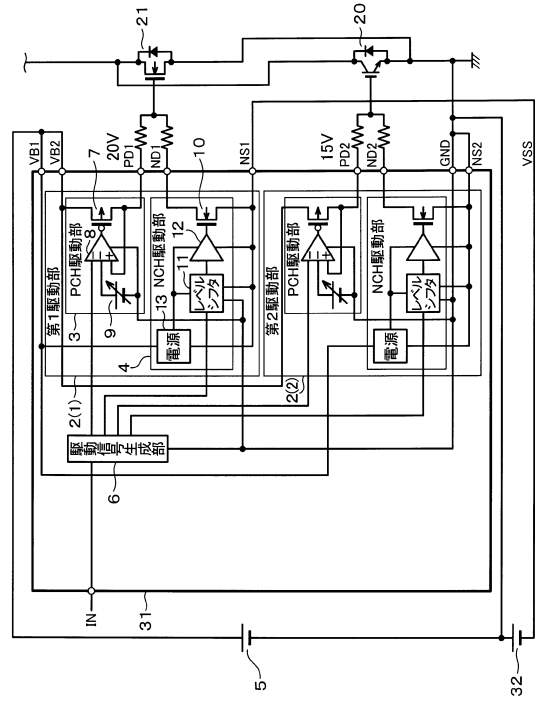 21
20
VB1
VB2
20V
PD1
ND1
NS1
15V
PD2
ND2
GND
NS2
VSS
第1駆動部
PCH駆動部
7
8
9
3
NCH駆動部
10
12
11
レベル
シフタ
13
電源
4
2(1)
第2駆動部
PCH駆動部
NCH駆動部
レベル
シフタ
電源
2(2)
駆動信号生成部
6
IN
31
5
32